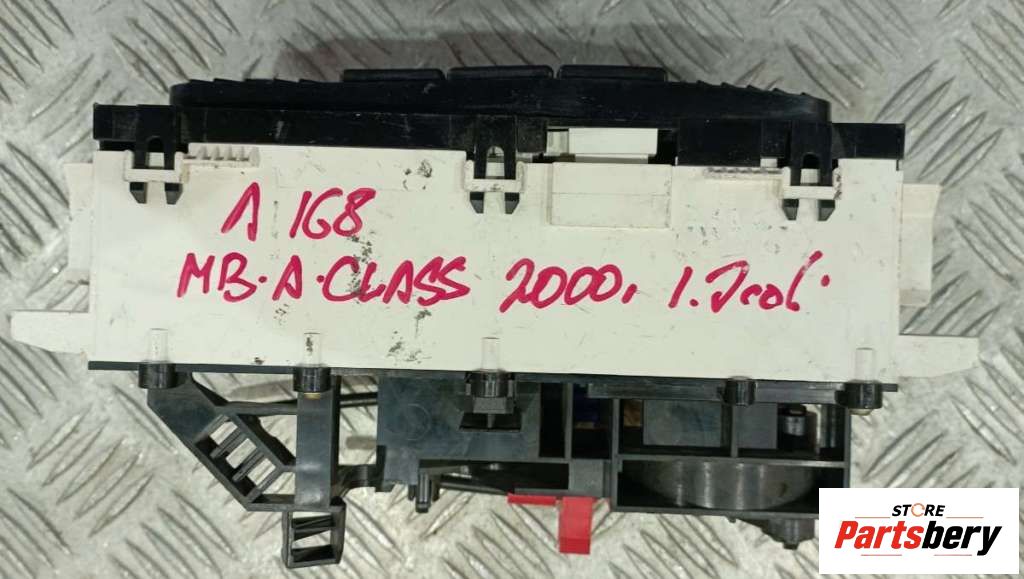 A 168
MB·A·CLASS 2000. 1.
STORE
Partsbery